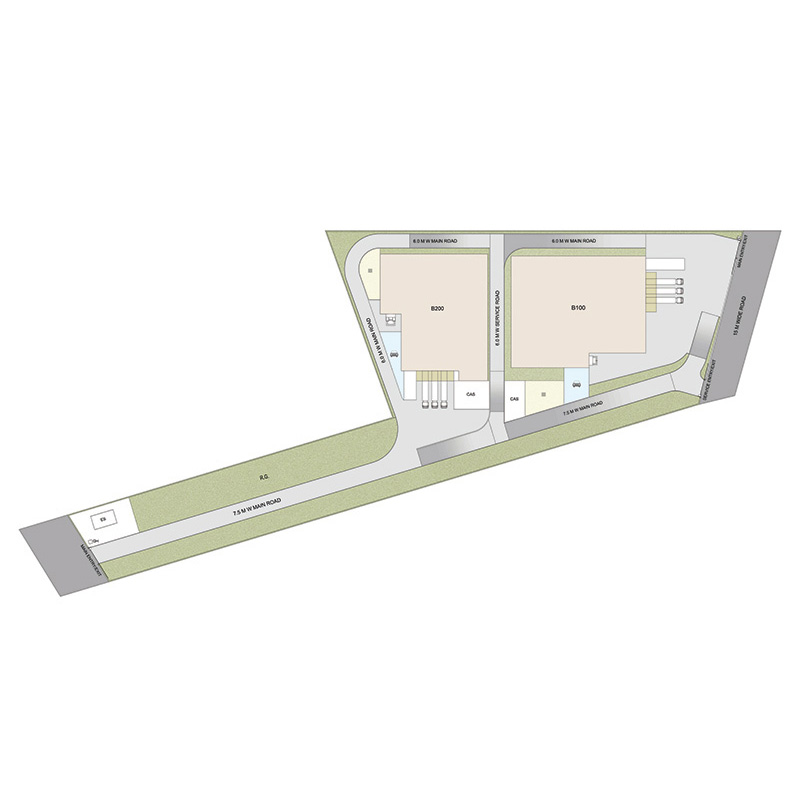 6.0 M W MAIN ROAD
6.0 M W MAIN ROAD
MAIN ENTRY/EXIT
B200
B100
6.0 M W SERVICE ROAD
15 M WIDE ROAD
6.0 M W MAIN ROAD
SERVICE ENTRY/EXIT
CAS
CAS
7.5 M W MAIN ROAD
R.G.
7.5 M W MAIN ROAD
ES
MAIN ENTRY/EXIT